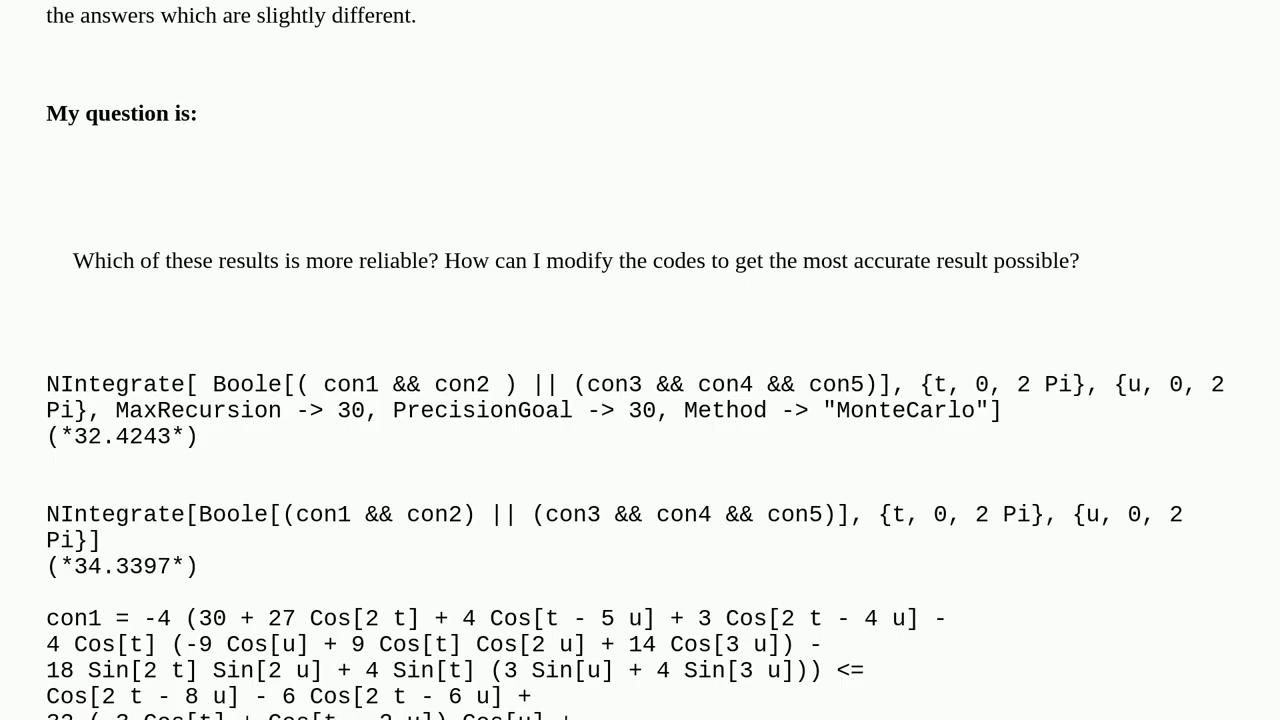 the answers which are slightly different.
My question is:
Which of these results is more reliable? How can I modify the codes to get the most accurate result possible?
NIntegrate[ Boole[( con1 && con2 ) || (con3 && con4 && con5)], {t, 0, 2 Pi}, {u, 0, 2
Pi}, MaxRecursion -> 30, PrecisionGoal -> 30, Method -> "MonteCarlo"]
(*32.4243*)
NIntegrate[Boole[(con1 && con2) || (con3 && con4 && con5)], {t, 0, 2 Pi}, {u, 0, 2
Pi}]
(*34.3397*)
con1 = -4 (30 + 27 Cos[2 t] + 4 Cos[t - 5 u] + 3 Cos[2 t - 4 u] -
4 Cos[t] (-9 Cos[u] + 9 Cos[t] Cos[2 u] + 14 Cos[3 u]) -
18 Sin[2 t] Sin[2 u] + 4 Sin[t] (3 Sin[u] + 4 Sin[3 u])) <=
Cos[2 t - 8 u] - 6 Cos[2 t - 6 u] +